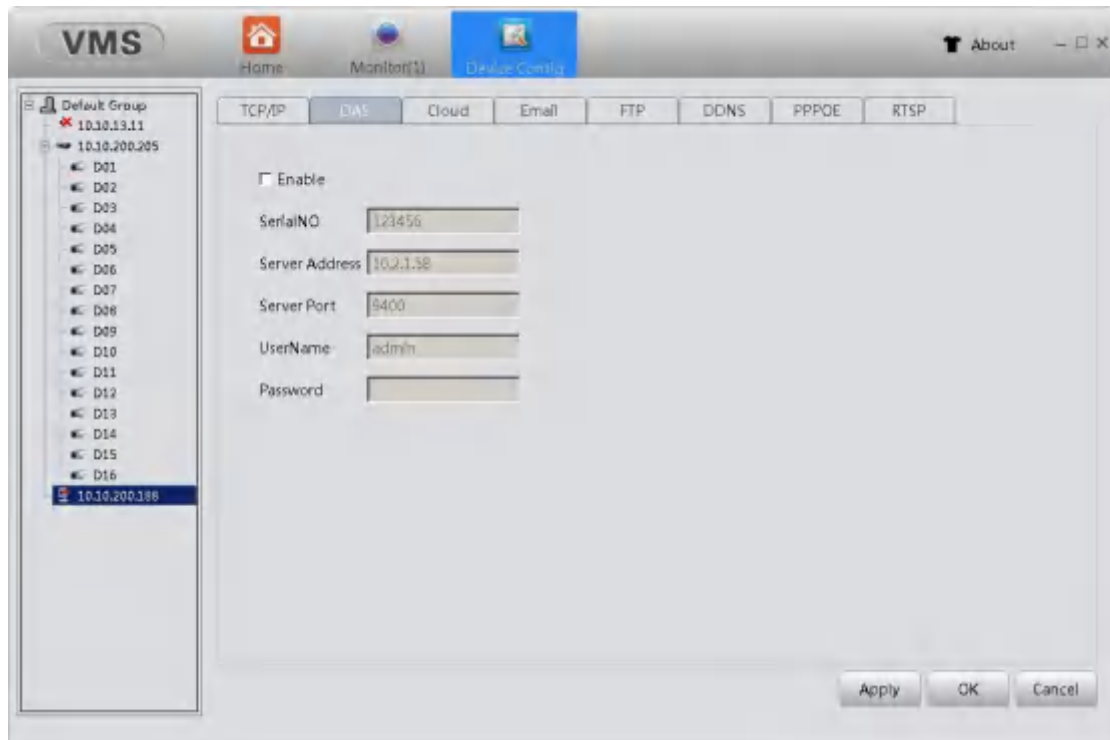 VMS
Home
Monitor(1)
Device Config
About
Default Group
10.10.13.11
10.10.200.205
D01
D02
D03
D04
D05
D06
D07
D08
D09
D10
D11
D12
D13
D14
D15
D16
10.10.200.188
TCP/IP
DAS
Cloud
Email
FTP
DDNS
PPPOE
RTSP
Enable
SerialNO
123456
Server Address
10.2.1.58
Server Port
9400
UserName
admin
Password
Apply
OK
Cancel